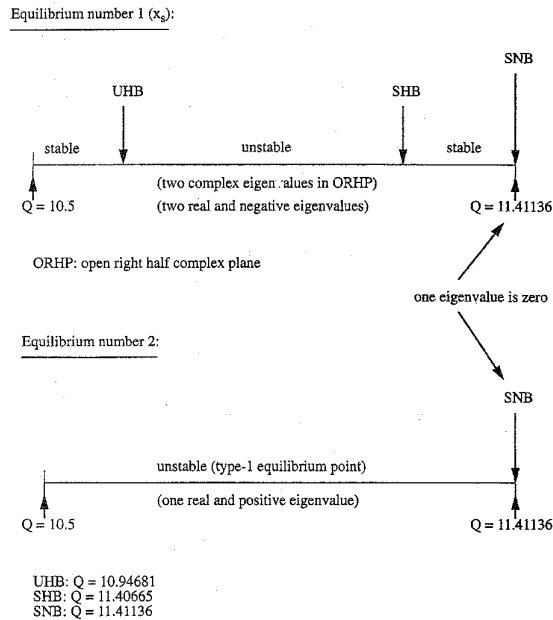 Equilibrium number 1 (xs):
SNB
UHB
SHB
stable
unstable
stable
(two complex eigenvalues in ORHP)
Q = 10.5
(two real and negative eigenvalues)
Q = 11.41136
ORHP: open right half complex plane
one eigenvalue is zero
Equilibrium number 2:
SNB
unstable (type-1 equilibrium point)
(one real and positive eigenvalue)
Q = 10.5
Q = 11.41136
UHB: Q = 10.94681
SHB: Q = 11.40665
SNB: Q = 11.41136